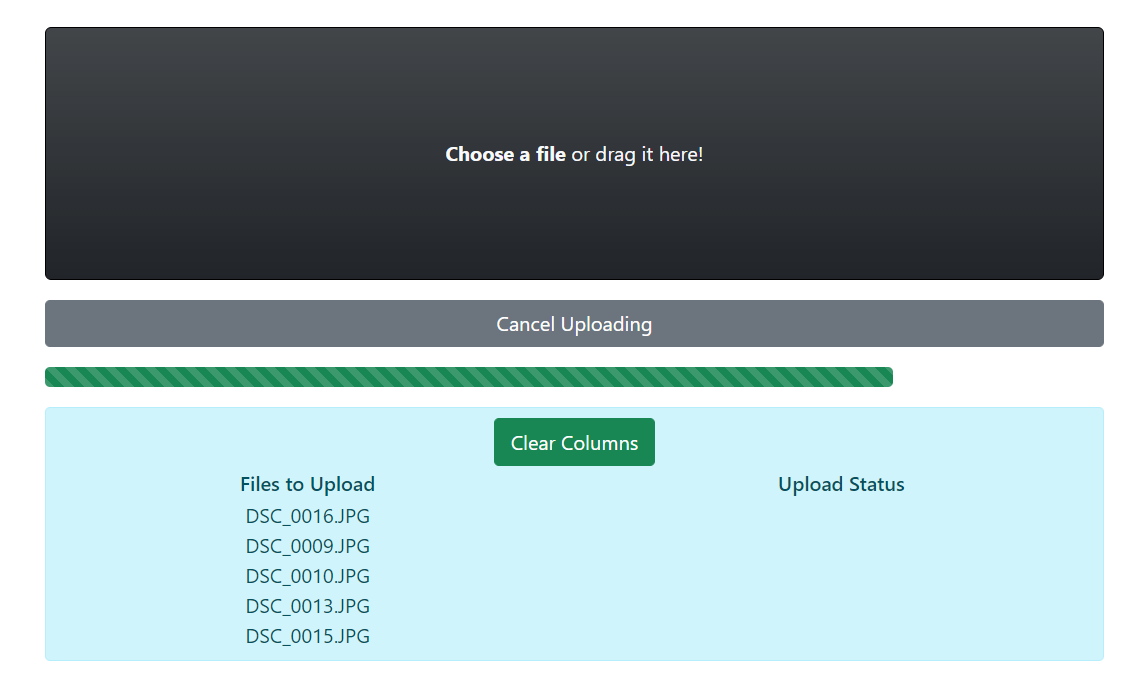 Choose a file or drag it here!
Cancel Uploading
Clear Columns
Files to Upload
DSC_0016.JPG
DSC_0009.JPG
DSC_0010.JPG
DSC_0013.JPG
DSC_0015.JPG
Upload Status